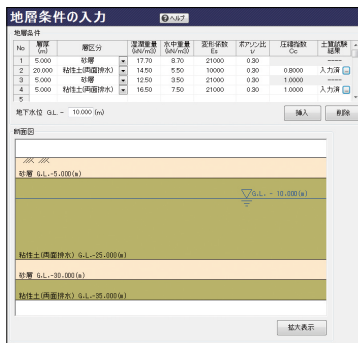 地層条件の入力 ?ヘルプ
地層条件
No 層厚(m) 層区分 湿潤重量(kN/m3) 水中重量(kN/m3) 変形係数Es ポアソン比ν 圧縮指数Cc 土質試験結果
1 5.000 砂層 17.70 8.70 21000 0.30 ----
2 20.000 粘性土(両面排水) 14.50 5.50 10000 0.30 0.8000 入力済 ...
3 5.000 砂層 12.50 3.50 21000 0.30 1.0000 ----
4 5.000 粘性土(両面排水) 16.50 7.50 21000 0.30 1.0000 入力済 ...
5
地下水位 G.L. - 10.000 (m) 挿入 削除
断面図
砂層 G.L.-5.000(m)
G.L. - 10.000(m)
粘性土(両面排水) G.L.-25.000(m)
砂層 G.L.-30.000(m)
粘性土(両面排水) G.L.-35.000(m)
拡大表示